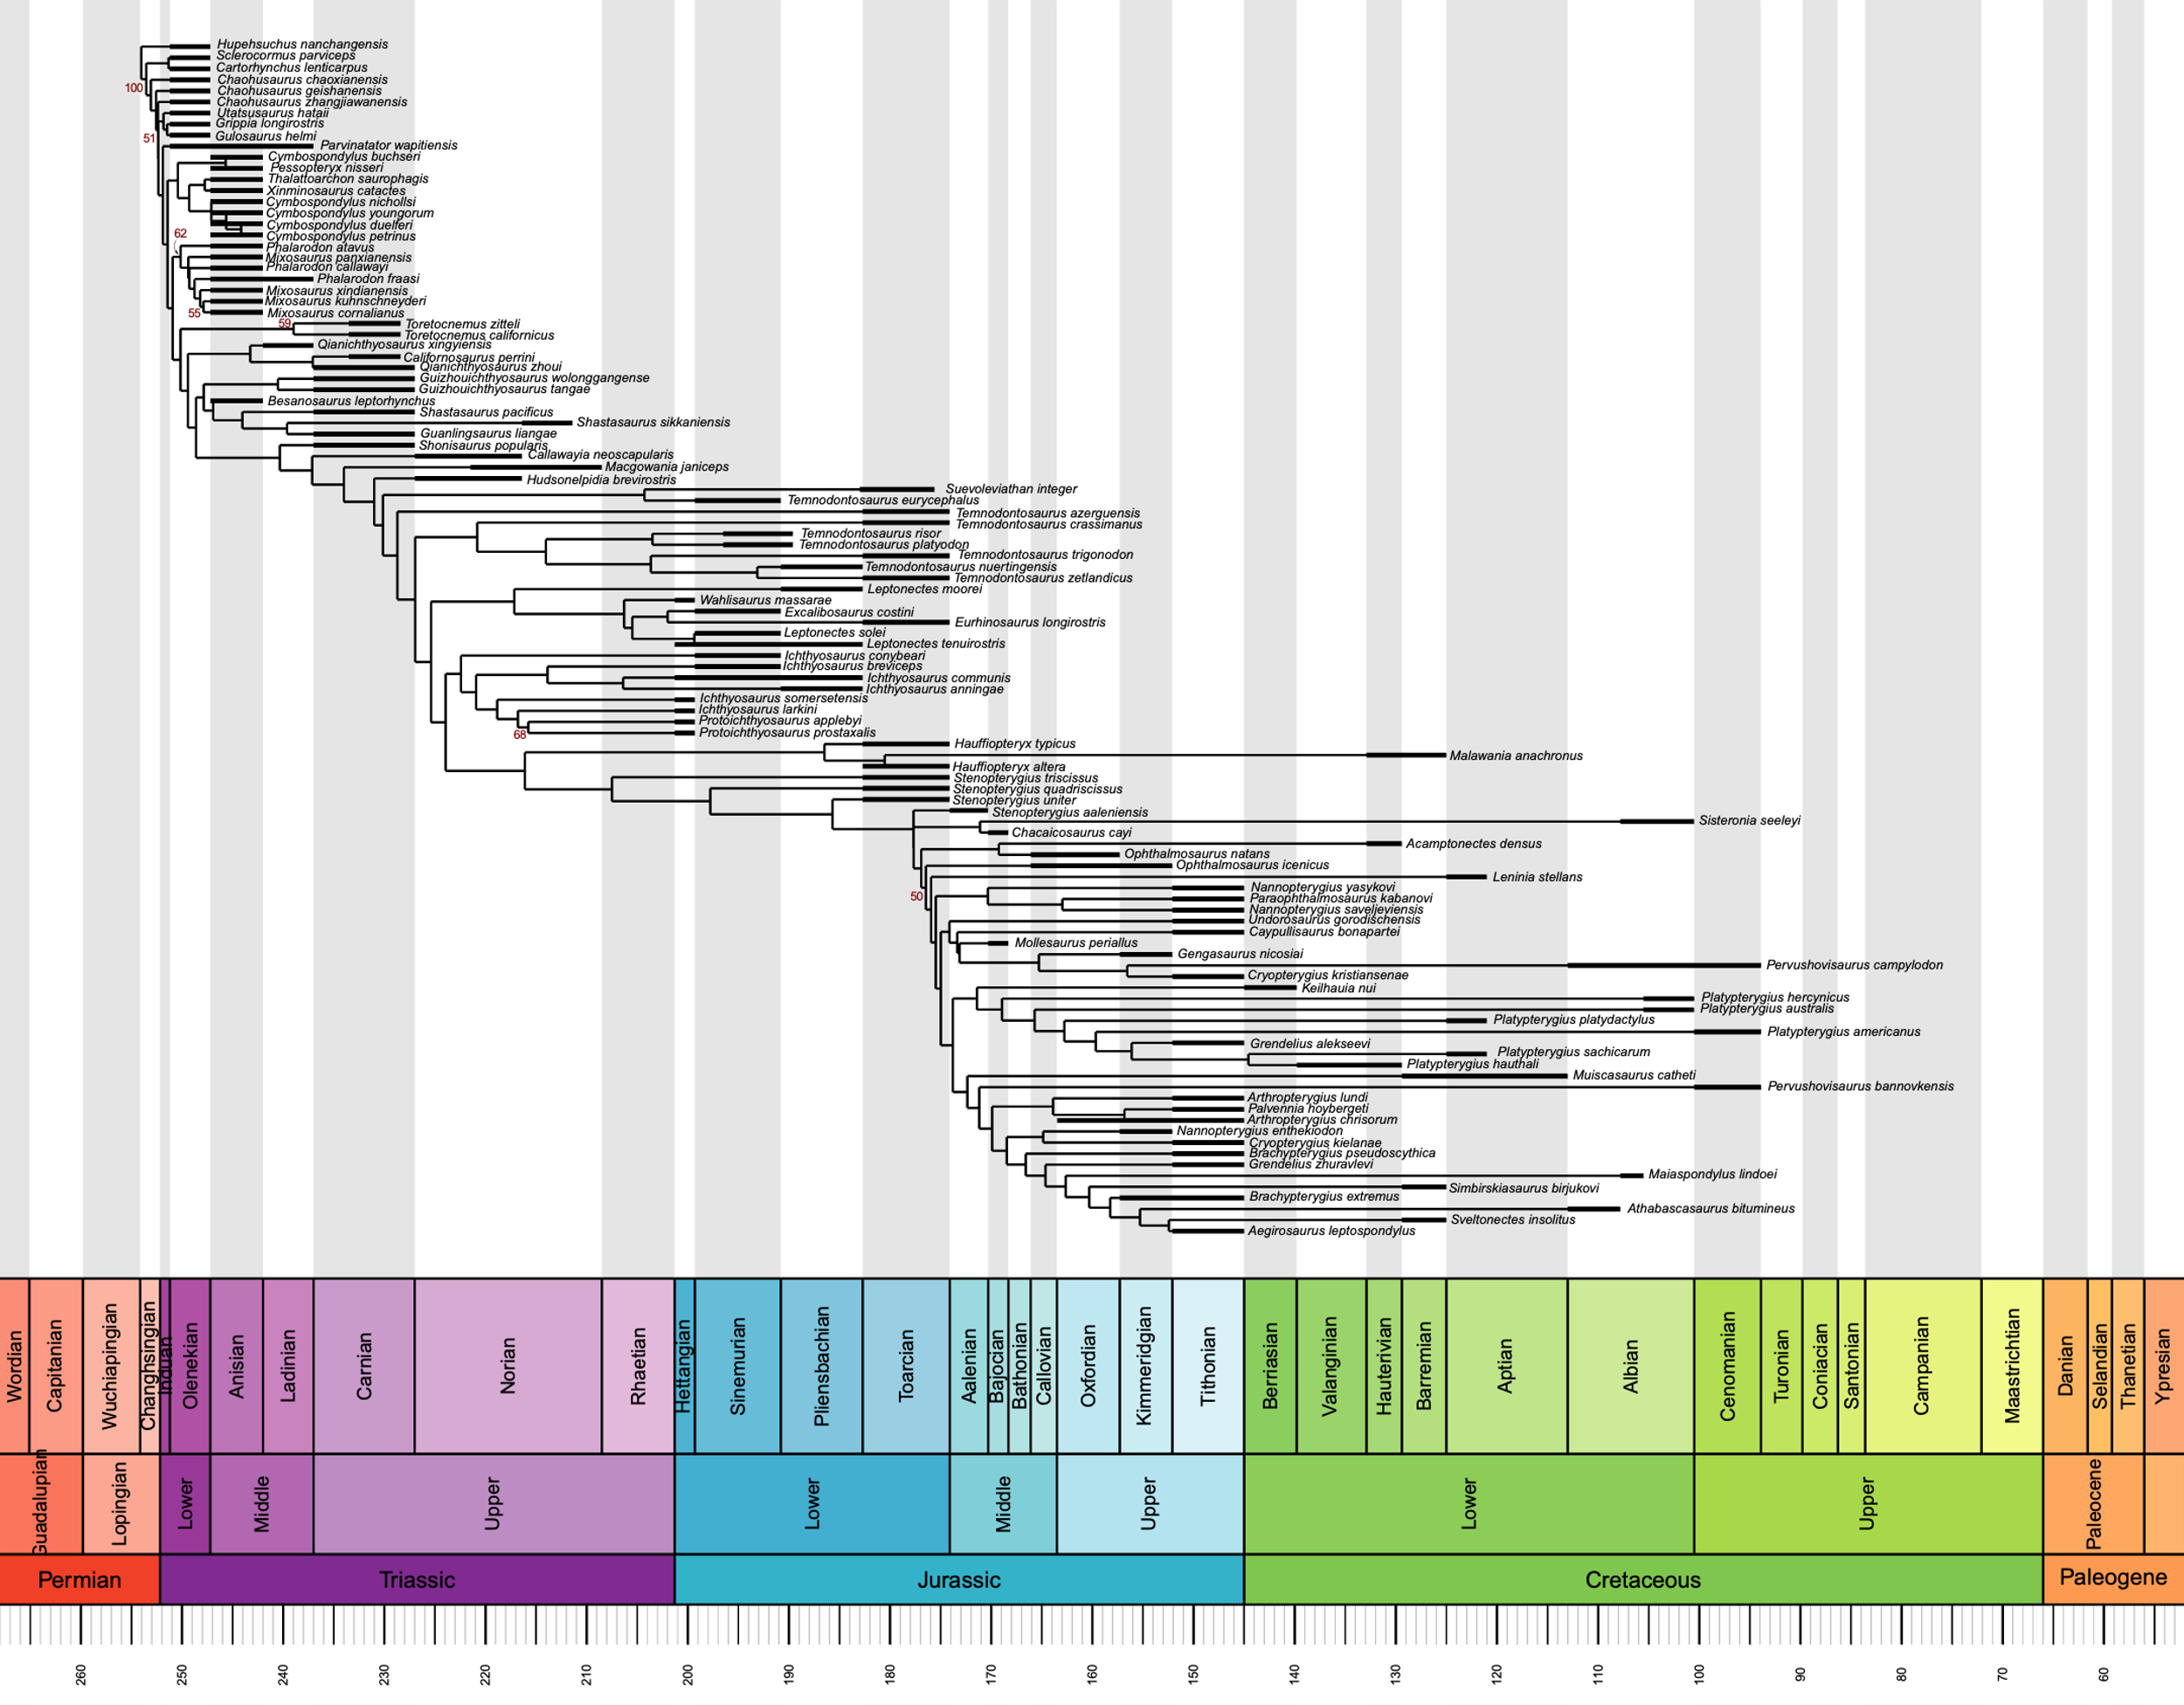 Hupehsuchus nanchangensis
Sclerocormus parviceps
Cartorhynchus lenticarpus
Chaohusaurus chaoxianensis
100
Chaohusaurus geishanensis
Chaohusaurus zhangjiawanensis
Utatsusaurus hataii
Grippia longirostris
Gulosaurus helmi
51
Parvinatator wapitiensis
Cymbospondylus buchseri
Pessopteryx nisseri
Thalattoarchon saurophagis
Xinminosaurus catactes
Cymbospondylus nichollsi
Cymbospondylus youngorum
Cymbospondylus duelferi
62
Cymbospondylus petrinus
Phalarodon atavus
Mixosaurus panxianensis
Phalarodon callawayi
Phalarodon fraasi
Mixosaurus xindianensis
Mixosaurus kuhnschneyderi
55
Mixosaurus cornalianus
59
Toretocnemus zitteli
Toretocnemus californicus
Qianichthyosaurus xingyiensis
Californosaurus perrini
Qianichthyosaurus zhoui
Guizhouichthyosaurus wolonggangense
Guizhouichthyosaurus tangae
Besanosaurus leptorhynchus
Shastasaurus pacificus
Shastasaurus sikkaniensis
Guanlingsaurus liangae
Shonisaurus popularis
Callawayia neoscapularis
Macgowania janiceps
Hudsonelpidia brevirostris
Suevoleviathan integer
Temnodontosaurus eurycephalus
Temnodontosaurus azerguensis
Temnodontosaurus crassimanus
Temnodontosaurus risor
Temnodontosaurus platyodon
Temnodontosaurus trigonodon
Temnodontosaurus nuertingensis
Temnodontosaurus zetlandicus
Leptonectes moorei
Wahlisaurus massarae
Excalibosaurus costini
Eurhinosaurus longirostris
Leptonectes solei
Leptonectes tenuirostris
Ichthyosaurus conybeari
Ichthyosaurus breviceps
Ichthyosaurus communis
Ichthyosaurus anningae
Ichthyosaurus somersetensis
Ichthyosaurus larkini
Protoichthyosaurus applebyi
68
Protoichthyosaurus prostaxalis
Hauffiopteryx typicus
Malawania anachronus
Hauffiopteryx altera
Stenopterygius triscissus
Stenopterygius quadriscissus
Stenopterygius uniter
Stenopterygius aaleniensis
Sisteronia seeleyi
Chacaicosaurus cayi
Acamptonectes densus
Ophthalmosaurus natans
Ophthalmosaurus icenicus
Leninia stellans
Nannopterygius yasykovi
50
Paraophthalmosaurus kabanovi
Nannopterygius saveljeviensis
Undorosaurus gorodischensis
Caypullisaurus bonapartei
Mollesaurus periallus
Gengasaurus nicosiai
Pervushovisaurus campylodon
Cryopterygius kristiansenae
Keilhauia nui
Platypterygius hercynicus
Platypterygius australis
Platypterygius platydactylus
Platypterygius americanus
Grendelius alekseevi
Platypterygius sachicarum
Platypterygius hauthali
Muiscasaurus catheti
Pervushovisaurus bannovkensis
Arthropterygius lundi
Palvennia hoybergeti
Arthropterygius chrisorum
Nannopterygius enthekiodon
Cryopterygius kielanae
Brachypterygius pseudoscythica
Grendelius zhuravlevi
Maiaspondylus lindoei
Simbirskiasaurus birjukovi
Brachypterygius extremus
Athabascasaurus bitumineus
Sveltonectes insolitus
Aegirosaurus leptospondylus
Wordian Capitanian Wuchiapingian Changhsingian Induan Olenekian Anisian Ladinian Carnian Norian Rhaetian Hettangian Sinemurian Pliensbachian Toarcian Aalenian Bajocian Bathonian Callovian Oxfordian Kimmeridgian Tithonian Berriasian Valanginian Hauterivian Barremian Aptian Albian Cenomanian Turonian Coniacian Santonian Campanian Maastrichtian Danian Selandian Thanetian Ypresian
Guadalupian Lopingian Lower Middle Upper Lower Middle Upper Lower Upper Paleocene
Permian Triassic Jurassic Cretaceous Paleogene
260 250 240 230 220 210 200 190 180 170 160 150 140 130 120 110 100 90 80 70 60